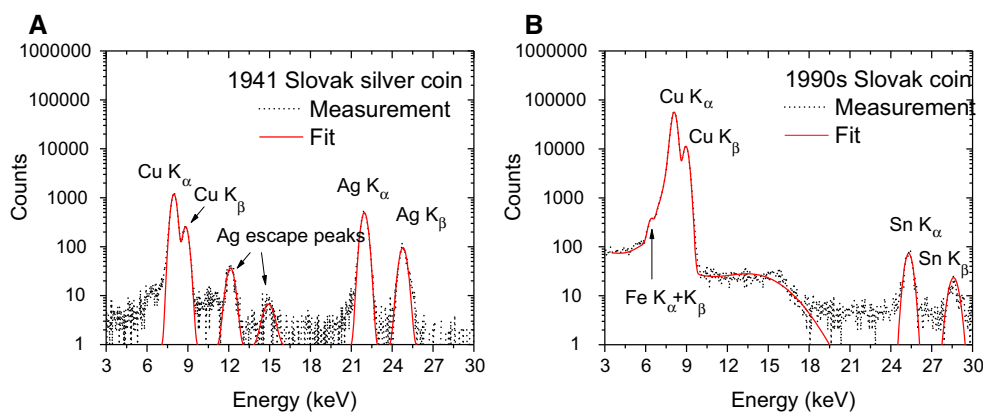 A
1000000
100000
10000
1000
100
10
1
Counts
1941 Slovak silver coin
Measurement
Fit
Cu Kα
Cu Kβ
Ag escape peaks
Ag Kα
Ag Kβ
3 6 9 12 15 18 21 24 27 30
Energy (keV)
B
1000000
100000
10000
1000
100
10
1
Counts
1990s Slovak coin
Measurement
Fit
Cu Kα
Cu Kβ
Fe Kα+Kβ
Sn Kα
Sn Kβ
3 6 9 12 15 18 21 24 27 30
Energy (keV)